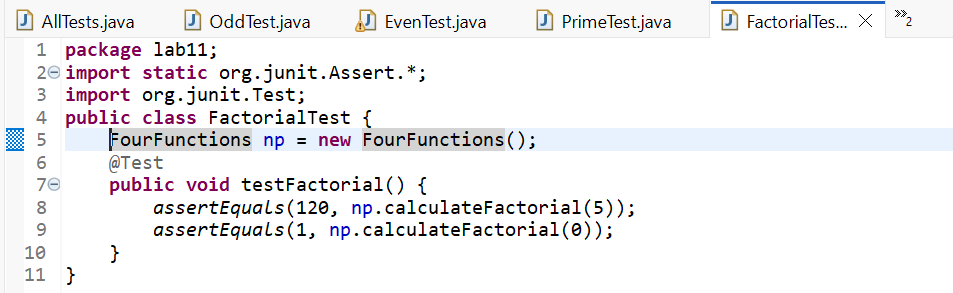 AllTests.java OddTest.java EvenTest.java PrimeTest.java FactorialTes... »2
1 package lab11;
2 import static org.junit.Assert.*;
3 import org.junit.Test;
4 public class FactorialTest {
5 FourFunctions np = new FourFunctions();
6 @Test
7 public void testFactorial() {
8 assertEquals(120, np.calculateFactorial(5));
9 assertEquals(1, np.calculateFactorial(0));
10 }
11 }